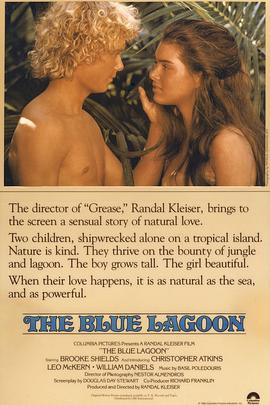 The director of “Grease,” Randal Kleiser, brings to
the screen a sensual story of natural love.
Two children, shipwrecked alone on a tropical island.
Nature is kind. They thrive on the bounty of jungle
and lagoon. The boy grows tall. The girl beautiful.
When their love happens, it is as natural as the sea,
and as powerful.
THE BLUE LAGOON
COLUMBIA PICTURES Presents A RANDAL KLEISER FILM
“THE BLUE LAGOON”
Starring BROOKE SHIELDS And Introducing CHRISTOPHER ATKINS
LEO McKERN • WILLIAM DANIELS Music by BASIL POLEDOURIS
Director of Photography NESTOR ALMENDROS
Screenplay by DOUGLAS DAY STEWART Co-Producer RICHARD FRANKLIN
Produced and Directed by RANDAL KLEISER